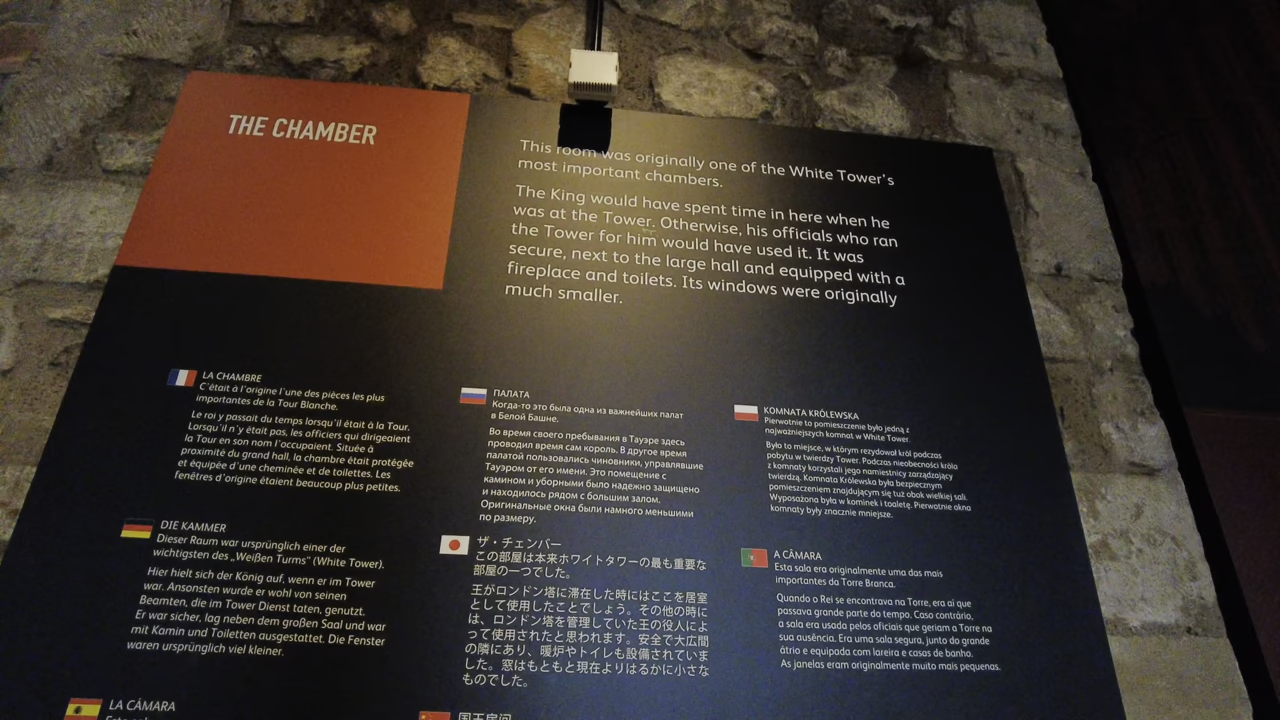 THE CHAMBER
This room was originally one of the White Tower's
most important chambers.
The King would have spent time in here when he
was at the Tower. Otherwise, his officials who ran
the Tower for him would have used it. It was
secure, next to the large hall and equipped with a
fireplace and toilets. Its windows were originally
much smaller.
LA CHAMBRE
C'était à l'origine l'une des pièces les plus
importantes de la Tour Blanche.
Le roi y passait du temps lorsqu'il était à la Tour.
Lorsqu'il n'y était pas, les officiers qui dirigeaient
la Tour en son nom l'occupaient. Située à
proximité du grand hall, la chambre était protégée
et équipée d'une cheminée et de toilettes. Les
fenêtres d'origine étaient beaucoup plus petites.
ПАЛАТА
Когда-то это была одна из важнейших палат
в Белой Башне.
Во время своего пребывания в Тауэре здесь
проводил время сам король. В другое время
палатой пользовались чиновники, управлявшие
Тауэром от его имени. Это помещение с
камином и уборными было надежно защищено
и находилось рядом с большим залом.
Оригинальные окна были намного меньшими
по размеру.
KOMNATA KRÓLEWSKA
Pierwotnie to pomieszczenie było jedną z
najważniejszych komnat w White Tower.
Było to miejsce, w którym rezydował król podczas
pobytu w twierdzy Tower. Podczas nieobecności króla
z komnaty korzystali jego namiestnicy zarządzający
twierdzą. Komnata Królewska była bezpiecznym
pomieszczeniem znajdującym się tuż obok wielkiej sali.
Wyposażona była w kominek i toaletę. Pierwotnie okna
komnaty były znacznie mniejsze.
DIE KAMMER
Dieser Raum war ursprünglich einer der
wichtigsten des „Weißen Turms" (White Tower).
Hier hielt sich der König auf, wenn er im Tower
war. Ansonsten wurde er wohl von seinen
Beamten, die im Tower Dienst taten, genutzt.
Er war sicher, lag neben dem großen Saal und war
mit Kamin und Toiletten ausgestattet. Die Fenster
waren ursprünglich viel kleiner.
ザ・チェンバー
この部屋は本来ホワイトタワーの最も重要な
部屋の一つでした。
王がロンドン塔に滞在した時にはここを居室
として使用したことでしょう。その他の時に
は、ロンドン塔を管理していた王の役人によ
って使用されたと思われます。安全で大広間
の隣にあり、暖炉やトイレも設備されていま
した。窓はもともと現在よりはるかに小さな
ものでした。
A CÂMARA
Esta sala era originalmente uma das mais
importantes da Torre Branca.
Quando o Rei se encontrava na Torre, era aí que
passava grande parte do tempo. Caso contrário,
a sala era usada pelos oficiais que geriam a Torre na
sua ausência. Era uma sala segura, junto do grande
átrio e equipada com lareira e casas de banho.
As janelas eram originalmente muito mais pequenas.
LA CÁMARA